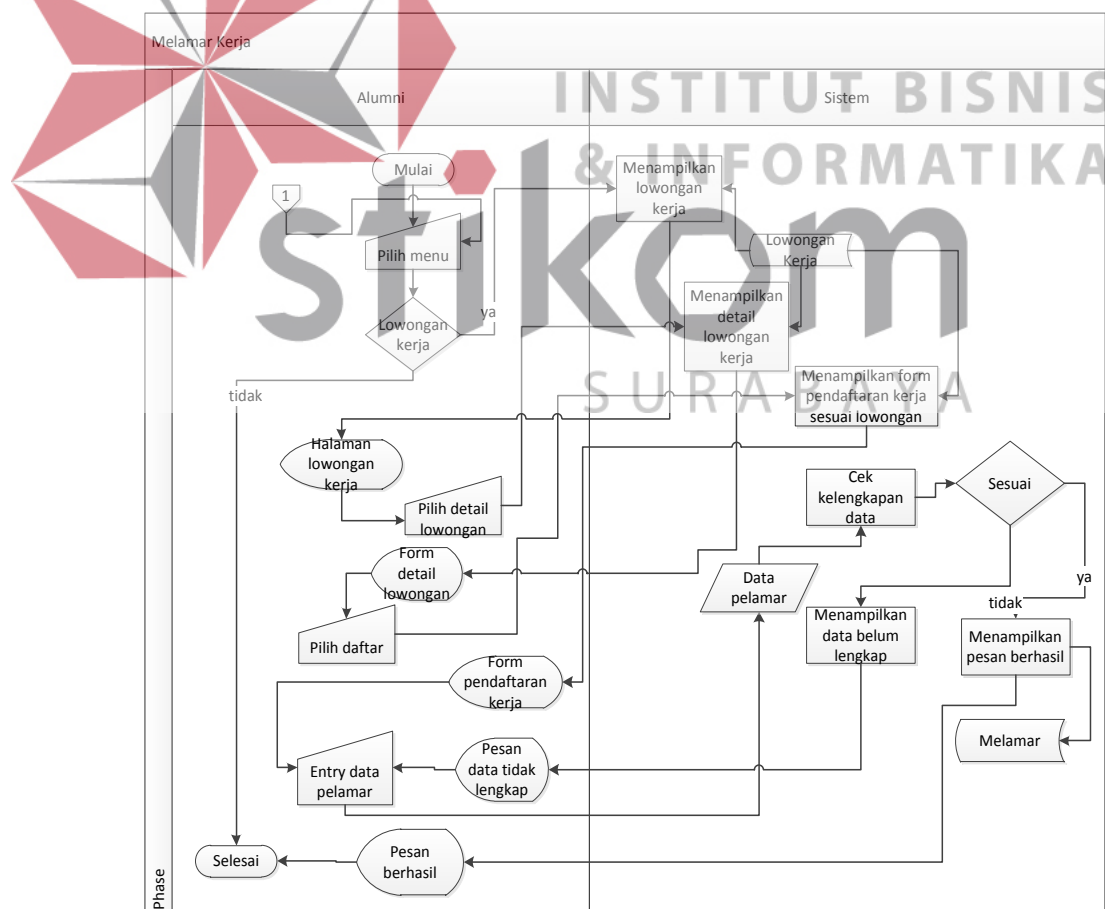 Melamar Kerja
Alumni
Sistem
INSTITUT BISNIS
& INFORMATIKA
stikom
SURABAYA
Mulai
1
Pilih menu
Lowongan
kerja
ya
tidak
Menampilkan
lowongan
kerja
Lowongan
Kerja
Menampilkan
detail
lowongan
kerja
Menampilkan form
pendaftaran kerja
sesuai lowongan
Halaman
lowongan
kerja
Pilih detail
lowongan
Cek
kelengkapan
data
Sesuai
Form
detail
lowongan
Data
pelamar
ya
tidak
Pilih daftar
Menampilkan
data belum
lengkap
Menampilkan
pesan berhasil
Form
pendaftaran
kerja
Melamar
Entry data
pelamar
Pesan
data tidak
lengkap
Selesai
Pesan
berhasil
Phase